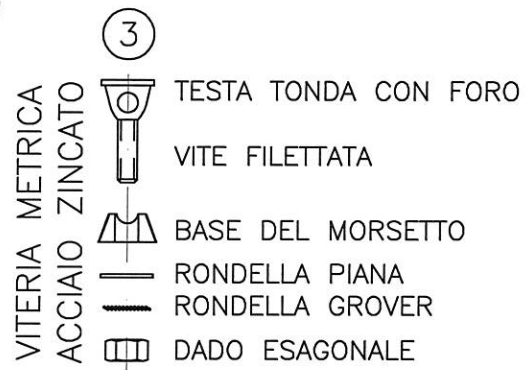 3
VITERIA METRICA
ACCIAIO ZINCATO
TESTA TONDA CON FORO
VITE FILETTATA
BASE DEL MORSETTO
RONDELLA PIANA
RONDELLA GROVER
DADO ESAGONALE